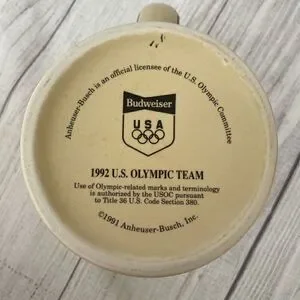 Anheuser-Busch is an official licensee of the U.S. Olympic Committee
Budweiser
USA
1992 U.S. OLYMPIC TEAM
Use of Olympic-related marks and terminology
is authorized by the USOC pursuant
to Title 36 U.S. Code Section 380.
©1991 Anheuser-Busch, Inc.